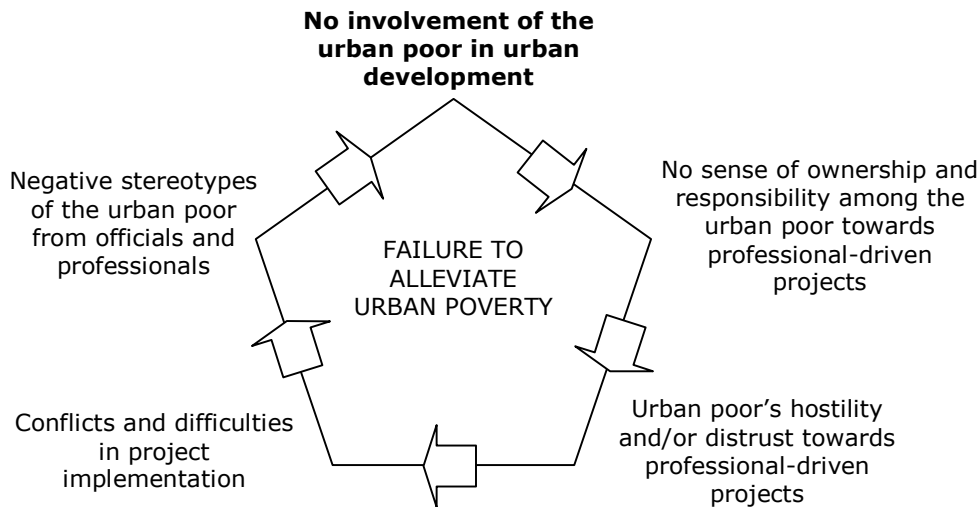 No involvement of the
urban poor in urban
development
No sense of ownership and
responsibility among the
urban poor towards
professional-driven
projects
Urban poor's hostility
and/or distrust towards
professional-driven
projects
Conflicts and difficulties
in project
implementation
Negative stereotypes
of the urban poor
from officials and
professionals
FAILURE TO
ALLEVIATE
URBAN POVERTY